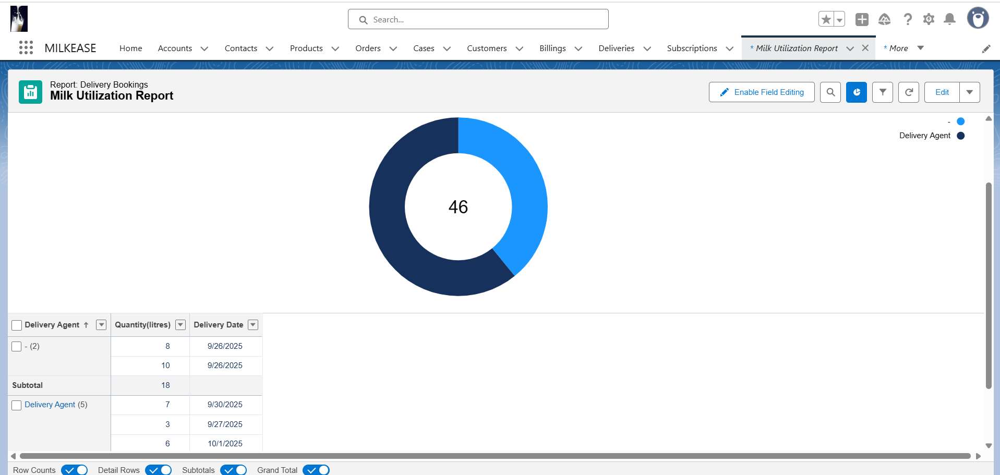 Search...
MILKEASE Home Accounts Contacts Products Orders Cases Customers Billings Deliveries Subscriptions * Milk Utilization Report * More
Report: Delivery Bookings
Milk Utilization Report
Enable Field Editing Edit
-
Delivery Agent
46
Delivery Agent ↑ Quantity(litres) Delivery Date
- (2) 8 9/26/2025
10 9/26/2025
Subtotal 18
Delivery Agent (5) 7 9/30/2025
3 9/27/2025
6 10/1/2025
Row Counts Detail Rows Subtotals Grand Total